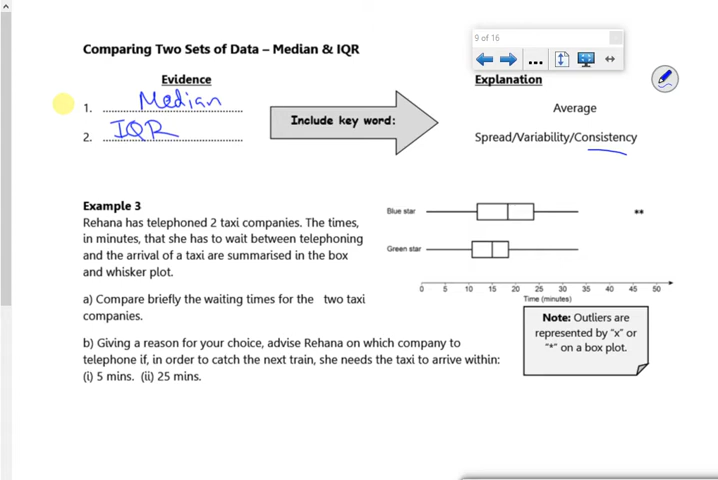 9 of 16
Comparing Two Sets of Data – Median & IQR
Evidence
Explanation
1. Median
Include key word:
Average
2. IQR
Spread/Variability/Consistency
Example 3
Rehana has telephoned 2 taxi companies. The times,
in minutes, that she has to wait between telephoning
and the arrival of a taxi are summarised in the box
and whisker plot.
a) Compare briefly the waiting times for the two taxi
companies.
b) Giving a reason for your choice, advise Rehana on which company to
telephone if, in order to catch the next train, she needs the taxi to arrive within:
(i) 5 mins. (ii) 25 mins.
Blue star
**
Green star
0 5 10 15 20 25 30 35 40 45 50
Time (minutes)
Note: Outliers are
represented by "x" or
"*" on a box plot.